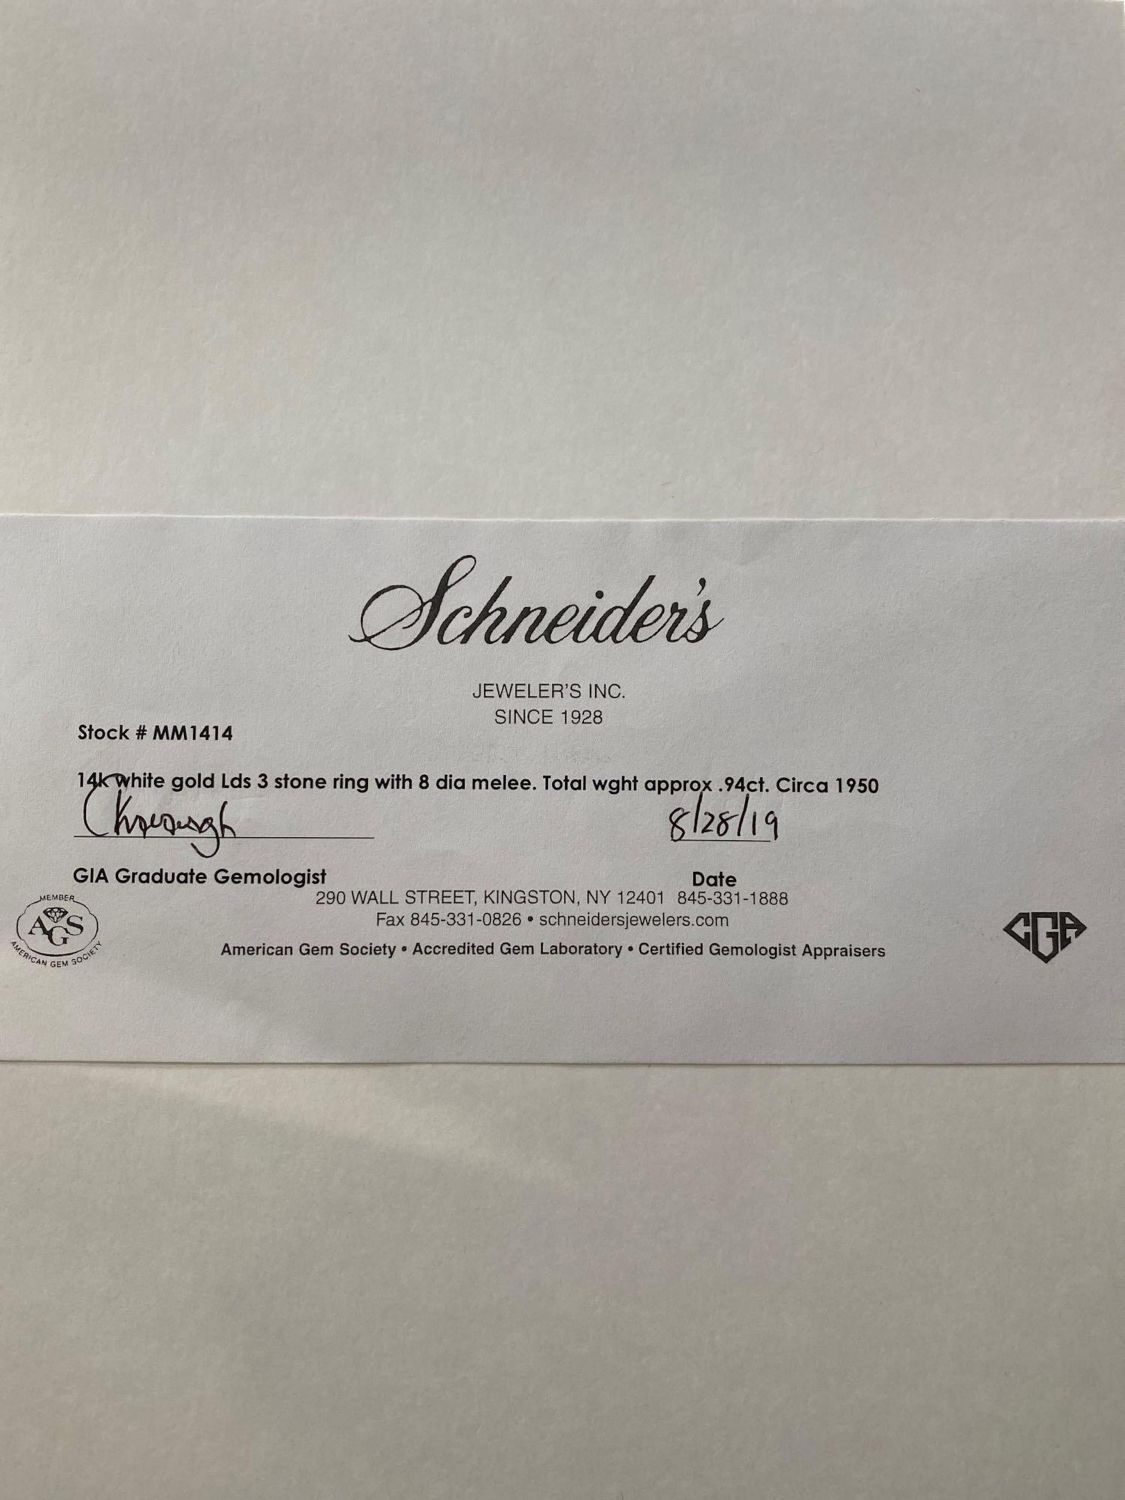 Schneider's
JEWELER'S INC.
SINCE 1928
Stock # MM1414
14k white gold Lds 3 stone ring with 8 dia melee. Total wght approx .94ct. Circa 1950
8/28/19
GIA Graduate Gemologist
Date
290 WALL STREET, KINGSTON, NY 12401 845-331-1888
Fax 845-331-0826 • schneidersjewelers.com
American Gem Society • Accredited Gem Laboratory • Certified Gemologist Appraisers
MEMBER
AGS
AMERICAN GEM SOCIETY
CGA